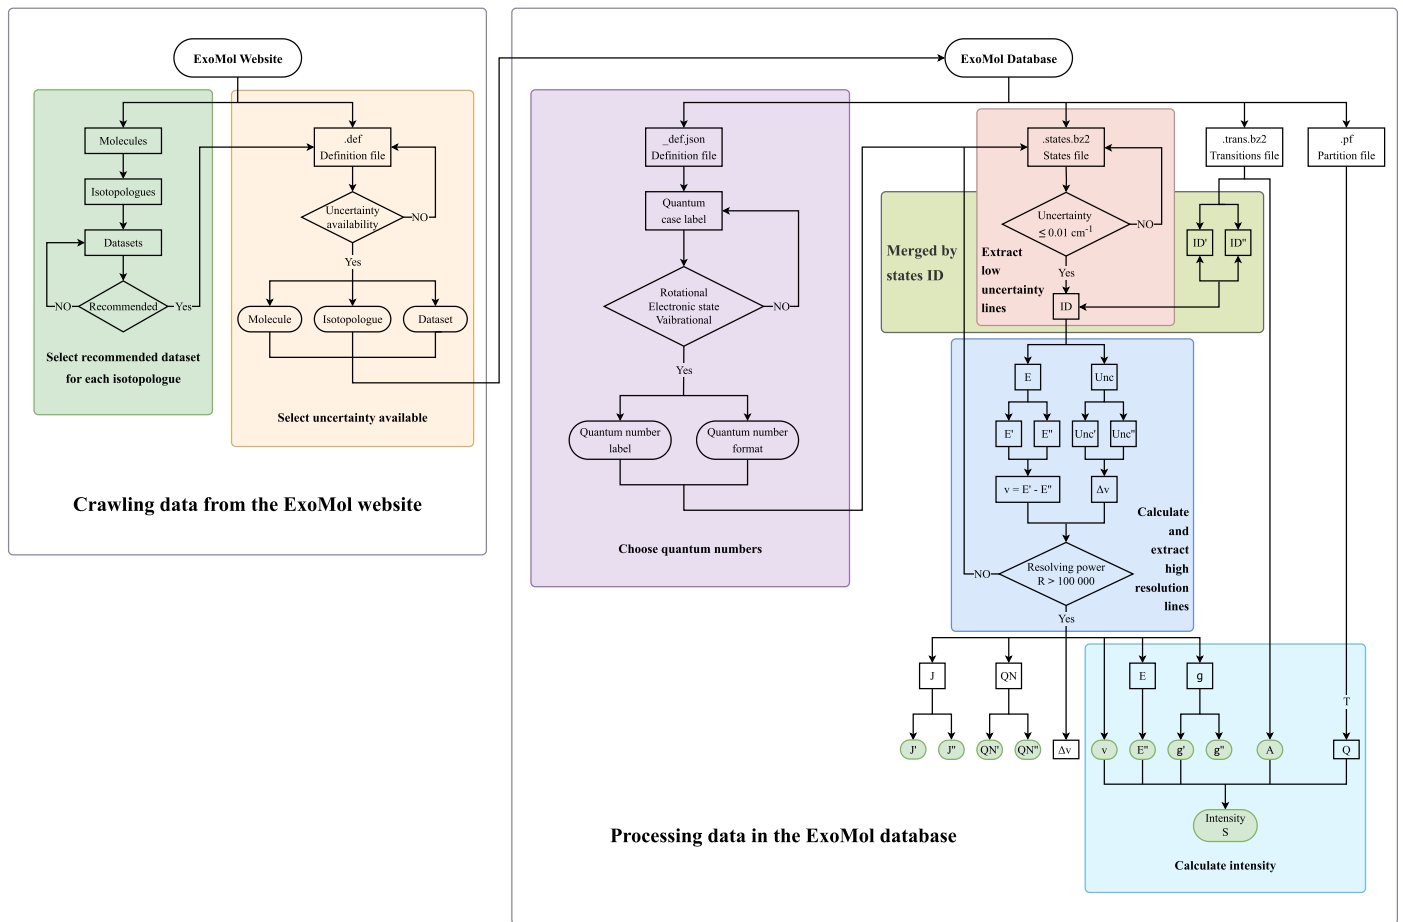 ExoMol Website
Molecules
Isotopologues
Datasets
Recommended
NO
Yes
Select recommended dataset
for each isotopologue
.def
Definition file
Uncertainty
availability
NO
Yes
Molecule
Isotopologue
Dataset
Select uncertainty available
Crawling data from the ExoMol website
ExoMol Database
_def.json
Definition file
Quantum
case label
Rotational
Electronic state
Vaibrational
NO
Yes
Quantum number
label
Quantum number
format
Choose quantum numbers
.states.bz2
States file
Uncertainty
≤ 0.01 cm⁻¹
NO
Yes
ID
Extract
low
uncertainty
lines
Merged by
states ID
.trans.bz2
Transitions file
ID'
ID"
.pf
Partition file
E
Unc
E'
E"
Unc'
Unc"
v = E' - E"
Δv
Resolving power
R > 100 000
NO
Yes
Calculate
and
extract
high
resolution
lines
J
QN
E
g
T
J'
J"
QN'
QN"
Δv
v
E"
g'
g"
A
Q
Intensity
S
Calculate intensity
Processing data in the ExoMol database